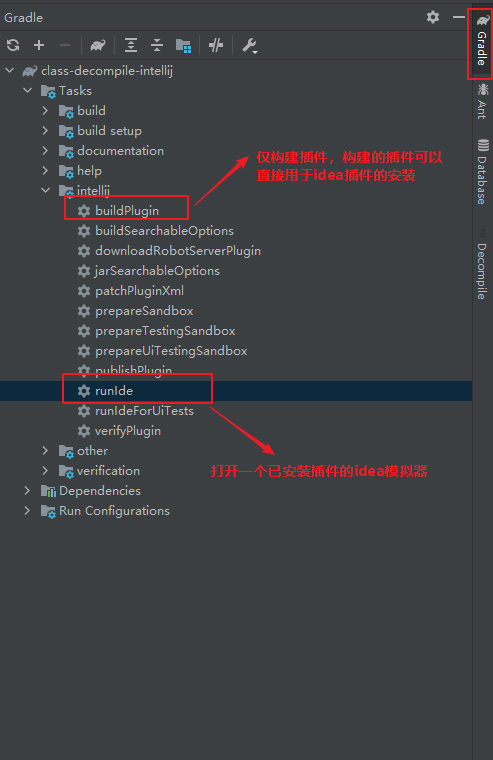 Gradle
class-decompile-intellij
Tasks
build
build setup
documentation
help
intellij
buildPlugin
buildSearchableOptions
downloadRobotServerPlugin
jarSearchableOptions
patchPluginXml
prepareSandbox
prepareTestingSandbox
prepareUiTestingSandbox
publishPlugin
runIde
runIdeForUiTests
verifyPlugin
other
verification
Dependencies
Run Configurations
仅构建插件，构建的插件可以
直接用于idea插件的安装
打开一个已安装插件的idea模拟器
Gradle
Ant
Database
Decompile